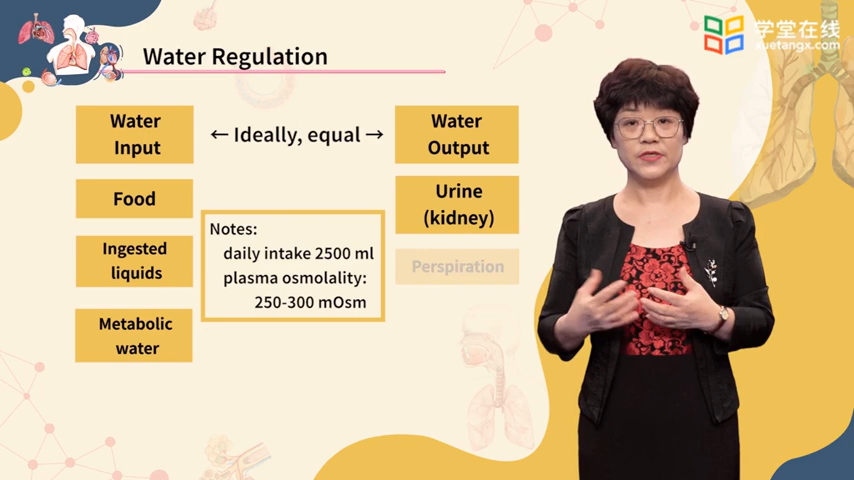 学堂在线
xuetangx.com
Water Regulation
Water
Input
← Ideally, equal →
Water
Output
Food
Urine
(kidney)
Notes:
daily intake 2500 ml
plasma osmolality:
250-300 mOsm
Ingested
liquids
Perspiration
Metabolic
water